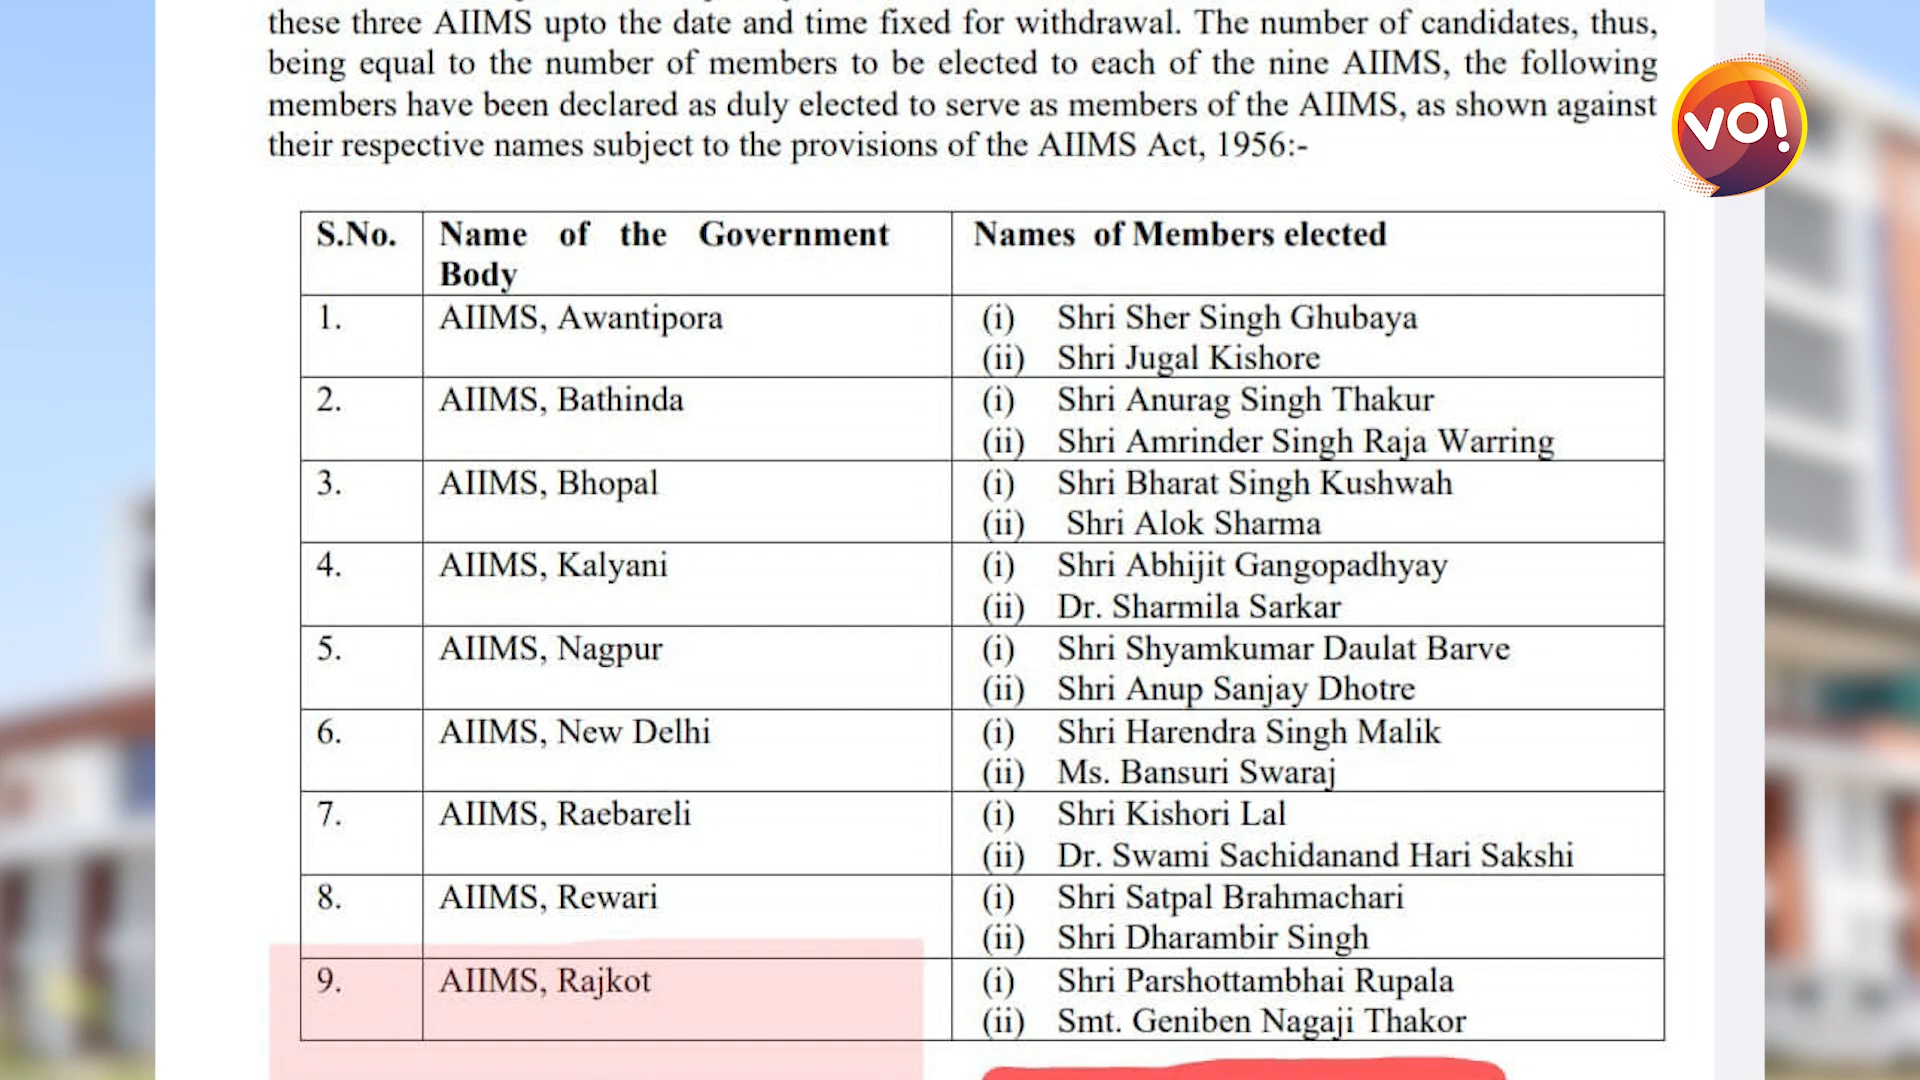 these three AIIMS upto the date and time fixed for withdrawal. The number of candidates, thus,
being equal to the number of members to be elected to each of the nine AIIMS, the following
members have been declared as duly elected to serve as members of the AIIMS, as shown against
their respective names subject to the provisions of the AIIMS Act, 1956:-
VO!
S.No. Name of the Government Body Names of Members elected
1. AIIMS, Awantipora (i) Shri Sher Singh Ghubaya
(ii) Shri Jugal Kishore
2. AIIMS, Bathinda (i) Shri Anurag Singh Thakur
(ii) Shri Amrinder Singh Raja Warring
3. AIIMS, Bhopal (i) Shri Bharat Singh Kushwah
(ii) Shri Alok Sharma
4. AIIMS, Kalyani (i) Shri Abhijit Gangopadhyay
(ii) Dr. Sharmila Sarkar
5. AIIMS, Nagpur (i) Shri Shyamkumar Daulat Barve
(ii) Shri Anup Sanjay Dhotre
6. AIIMS, New Delhi (i) Shri Harendra Singh Malik
(ii) Ms. Bansuri Swaraj
7. AIIMS, Raebareli (i) Shri Kishori Lal
(ii) Dr. Swami Sachidanand Hari Sakshi
8. AIIMS, Rewari (i) Shri Satpal Brahmachari
(ii) Shri Dharambir Singh
9. AIIMS, Rajkot (i) Shri Parshottambhai Rupala
(ii) Smt. Geniben Nagaji Thakor